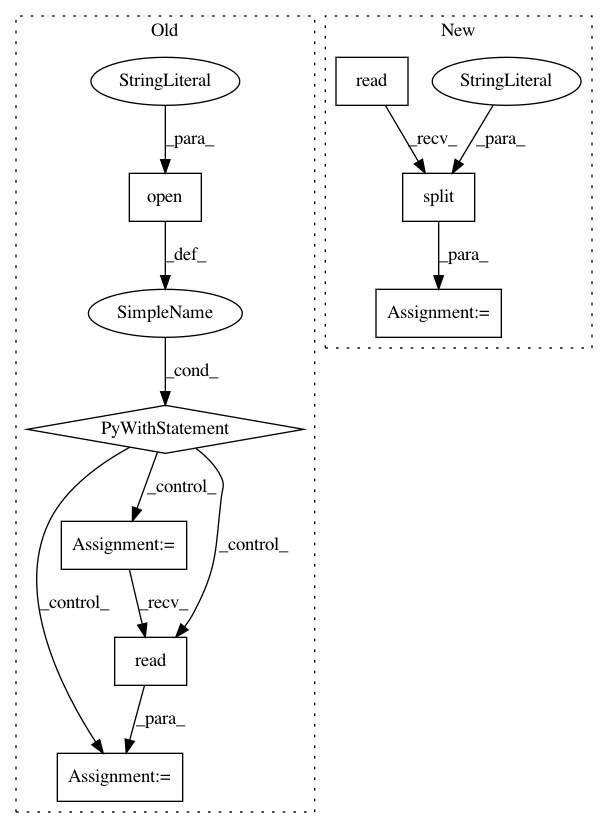 Old
New
StringLiteral
read
StringLiteral
_para_
_recv_
_para_
open
split
_def_
_para_
SimpleName
Assignment:=
_cond_
PyWithStatement
_control_
Assignment:=
_control_
_control_
_recv_
read
_para_
Assignment:=